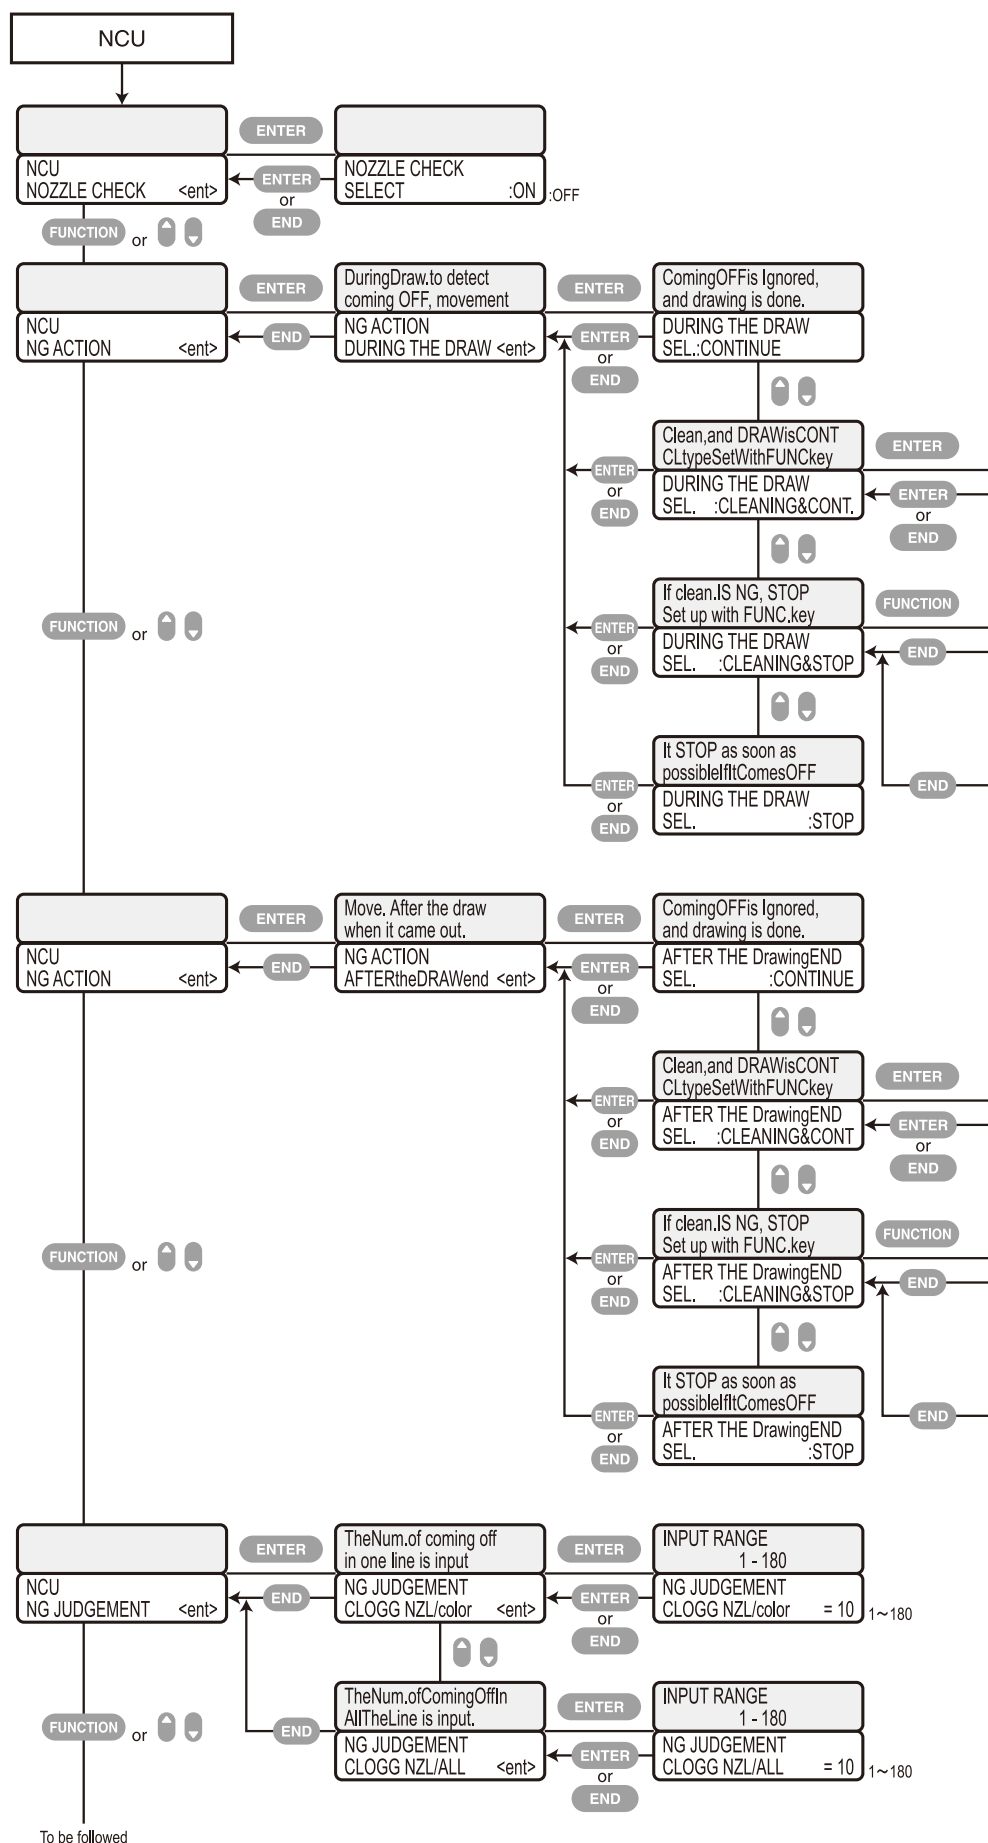 NCU
ENTER
NCU
NOZZLE CHECK <ent>
ENTER
or
END
NOZZLE CHECK
SELECT :ON :OFF
FUNCTION or
ENTER
DuringDraw.to detect
coming OFF, movement
ENTER
ComingOFFis Ignored,
and drawing is done.
NCU
NG ACTION <ent>
END
NG ACTION
DURING THE DRAW <ent>
ENTER
or
END
DURING THE DRAW
SEL.:CONTINUE
Clean,and DRAWisCONT
CLtypeSetWithFUNCkey
ENTER
ENTER
or
END
DURING THE DRAW
SEL. :CLEANING&CONT.
ENTER
or
END
FUNCTION or
If clean.IS NG, STOP
Set up with FUNC.key
FUNCTION
ENTER
or
END
DURING THE DRAW
SEL. :CLEANING&STOP
END
It STOP as soon as
possibleIfItComesOFF
END
ENTER
or
END
DURING THE DRAW
SEL. :STOP
ENTER
Move. After the draw
when it came out.
ENTER
ComingOFFis Ignored,
and drawing is done.
NCU
NG ACTION <ent>
END
NG ACTION
AFTERtheDRAWend <ent>
ENTER
or
END
AFTER THE DrawingEND
SEL. :CONTINUE
Clean,and DRAWisCONT
CLtypeSetWithFUNCkey
ENTER
ENTER
or
END
AFTER THE DrawingEND
SEL. :CLEANING&CONT
ENTER
or
END
FUNCTION or
If clean.IS NG, STOP
Set up with FUNC.key
FUNCTION
ENTER
or
END
AFTER THE DrawingEND
SEL. :CLEANING&STOP
END
It STOP as soon as
possibleIfItComesOFF
END
ENTER
or
END
AFTER THE DrawingEND
SEL. :STOP
ENTER
TheNum.of coming off
in one line is input
ENTER
INPUT RANGE
1 - 180
NCU
NG JUDGEMENT <ent>
END
NG JUDGEMENT
CLOGG NZL/color <ent>
ENTER
or
END
NG JUDGEMENT
CLOGG NZL/color = 10 1~180
FUNCTION or
END
TheNum.ofComingOffIn
AllTheLine is input.
ENTER
INPUT RANGE
1 - 180
NG JUDGEMENT
CLOGG NZL/ALL <ent>
ENTER
or
END
NG JUDGEMENT
CLOGG NZL/ALL = 10 1~180
To be followed